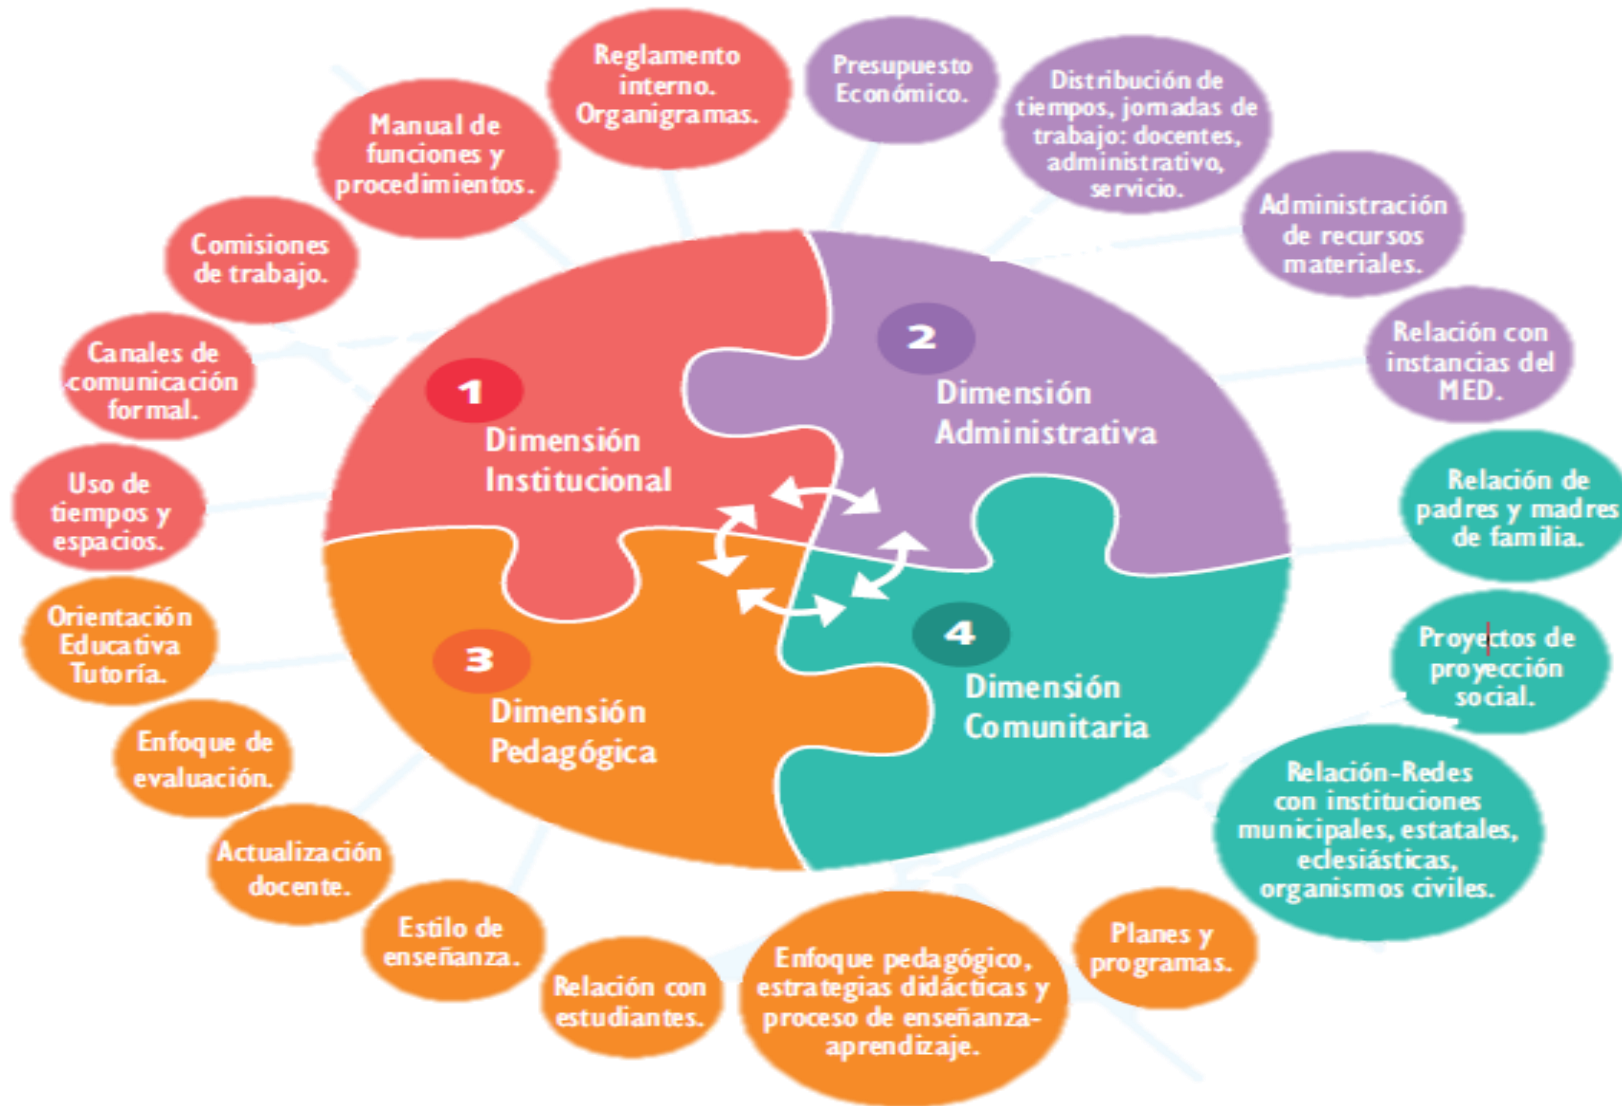 Reglamento
interno.
Organigramas.
Presupuesto
Económico.
Distribución de
tiempos, jornadas de
trabajo: docentes,
administrativo,
servicio.
Manual de
funciones y
procedimientos.
Administración
de recursos
materiales.
Comisiones
de trabajo.
Canales de
comunicación
formal.
Relación con
instancias del
MED.
1
Dimensión
Institucional
2
Dimensión
Administrativa
Uso de
tiempos y
espacios.
Relación de
padres y madres
de familia.
Orientación
Educativa
Tutoría.
3
Dimensión
Pedagógica
4
Dimensión
Comunitaria
Proyectos de
proyección
social.
Enfoque de
evaluación.
Relación-Redes
con instituciones
municipales, estatales,
eclesiásticas,
organismos civiles.
Actualización
docente.
Estilo de
enseñanza.
Relación con
estudiantes.
Enfoque pedagógico,
estrategias didácticas y
proceso de enseñanza-
aprendizaje.
Planes y
programas.